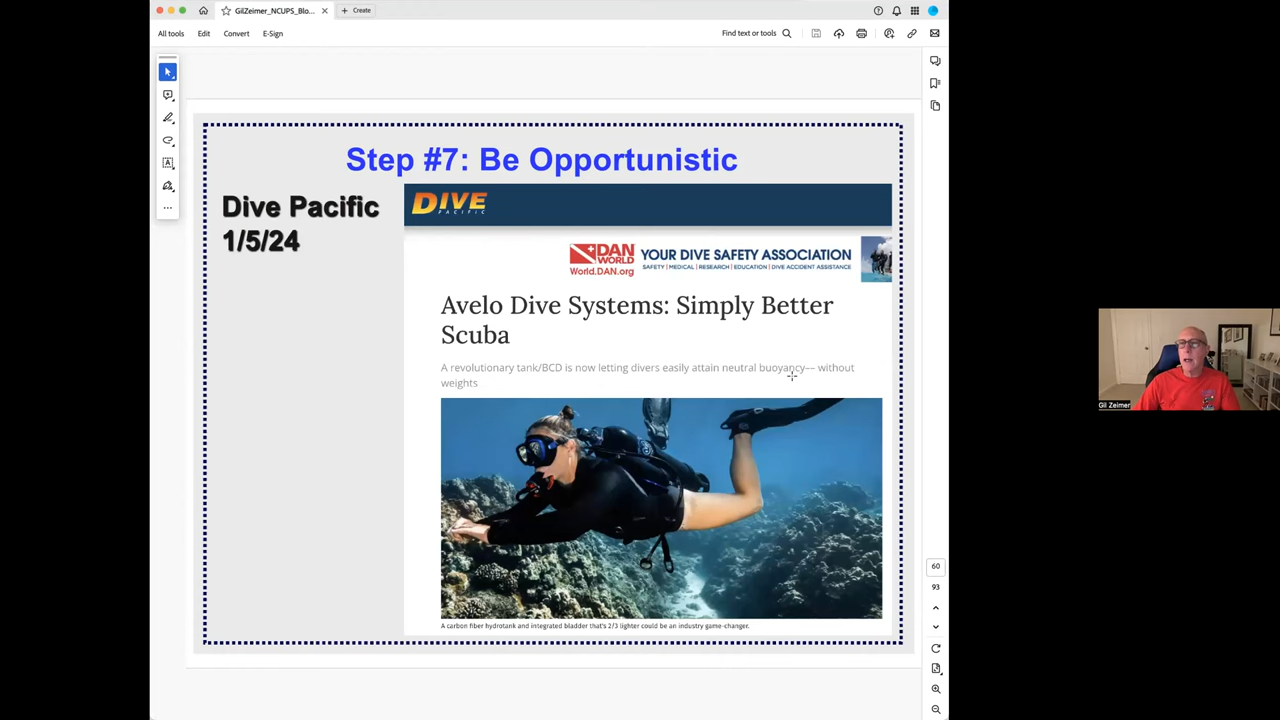 GilZeimer_NCUPS_Blo...
Create
All tools
Edit
Convert
E-Sign
Find text or tools
Step #7: Be Opportunistic
Dive Pacific
1/5/24
DIVE
PACIFIC
DAN
WORLD
World.DAN.org
YOUR DIVE SAFETY ASSOCIATION
SAFETY | MEDICAL | RESEARCH | EDUCATION | DIVE ACCIDENT ASSISTANCE
Avelo Dive Systems: Simply Better
Scuba
A revolutionary tank/BCD is now letting divers easily attain neutral buoyancy–– without
weights
A carbon fiber hydrotank and integrated bladder that's 2/3 lighter could be an industry game-changer.
60
93
Gil Zeimer